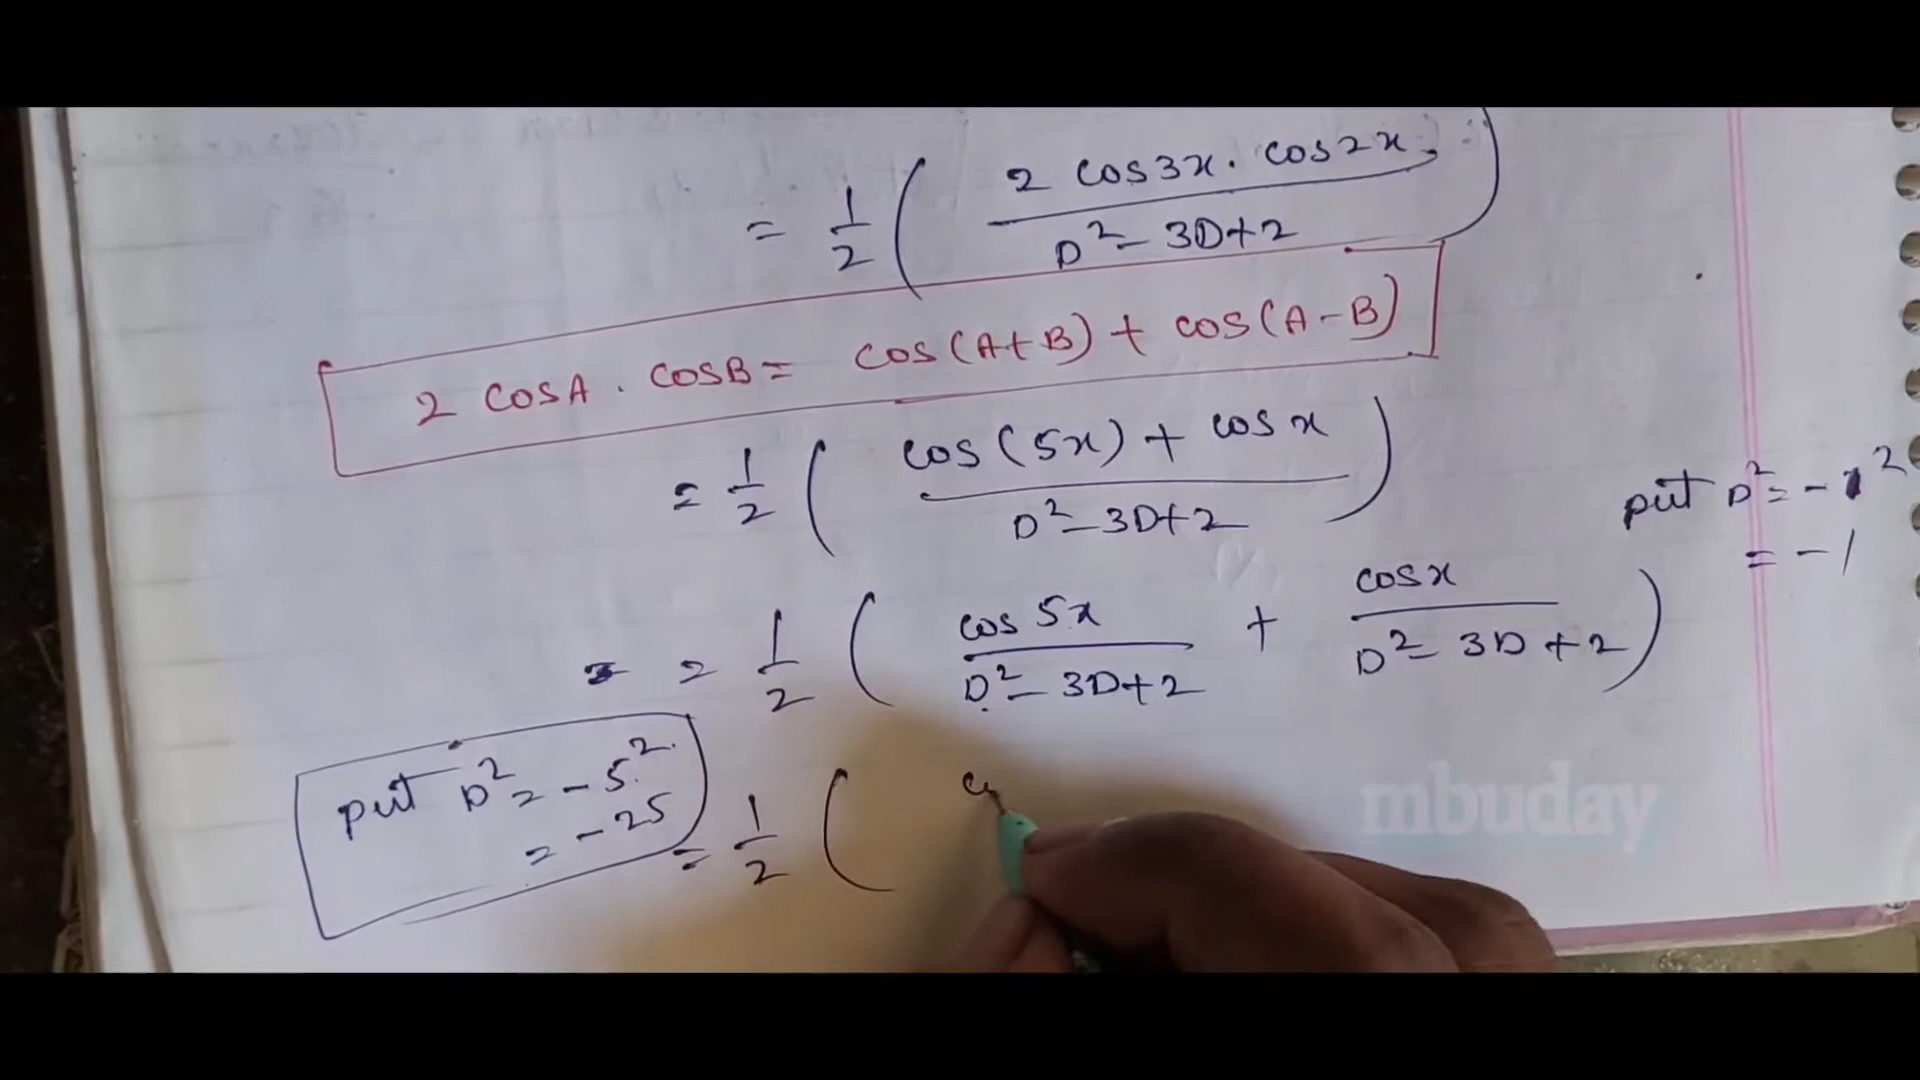 = 1/2 ( 2 cos3x . cos2x / D² - 3D+2 )
2 cosA . cosB = cos(A+B) + cos(A-B)
= 1/2 ( cos(5x) + cos x / D² - 3D+2 )
put D² = -1²
= -1
= = 1/2 ( cos 5x / D² - 3D+2 + cosx / D² - 3D + 2 )
put D² = -5²
= -25
= 1/2 ( c
mbuday